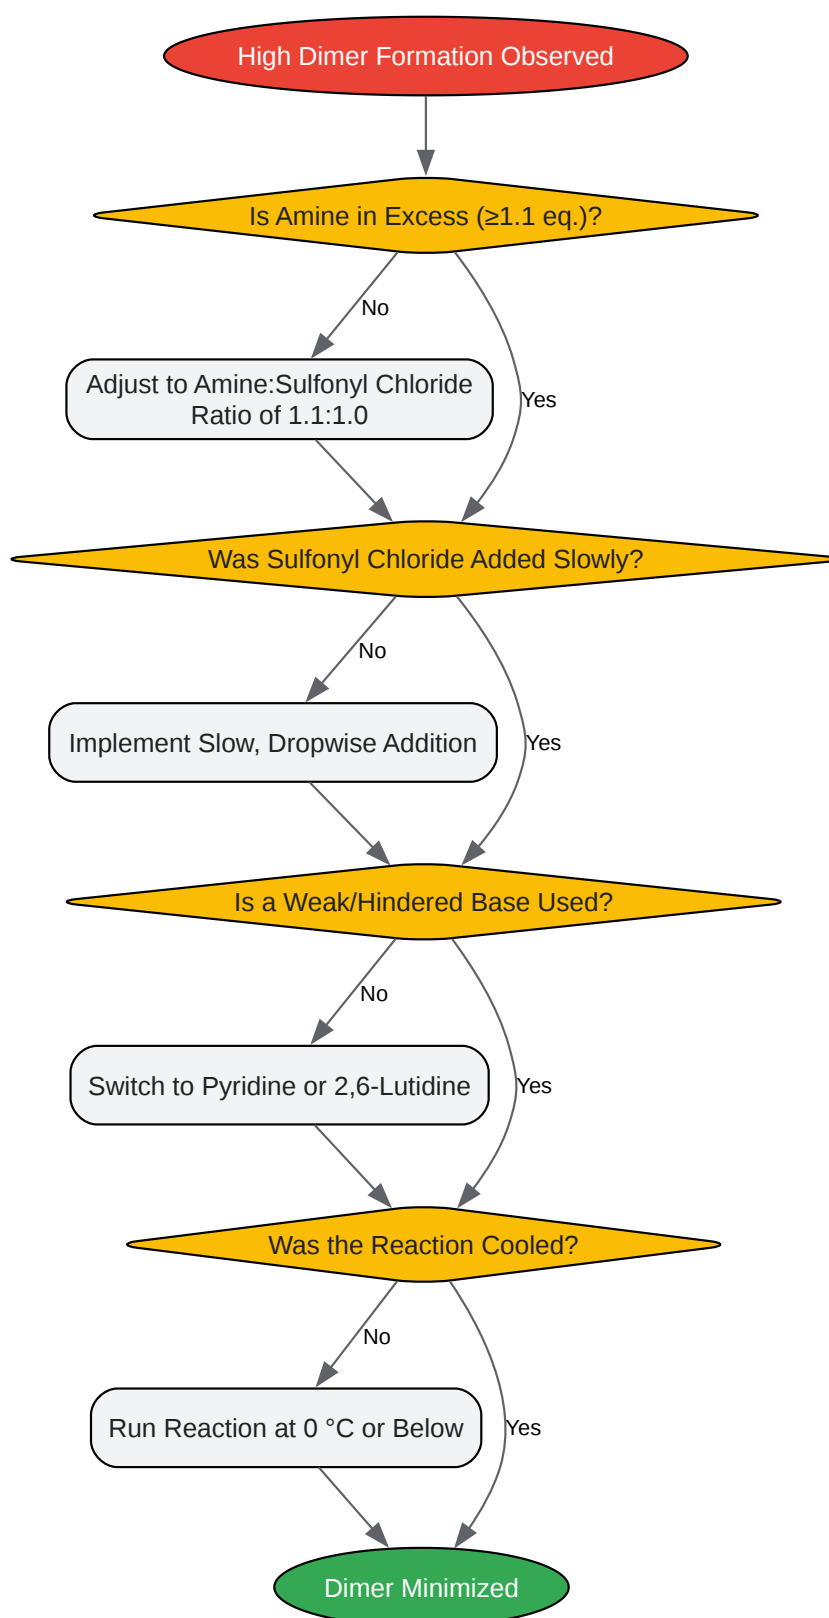 High Dimer Formation Observed
Is Amine in Excess (≥1.1 eq.)?
No
Adjust to Amine:Sulfonyl Chloride
Ratio of 1.1:1.0
Yes
Was Sulfonyl Chloride Added Slowly?
No
Implement Slow, Dropwise Addition
Yes
Is a Weak/Hindered Base Used?
No
Switch to Pyridine or 2,6-Lutidine
Yes
Was the Reaction Cooled?
No
Run Reaction at 0 °C or Below
Yes
Dimer Minimized